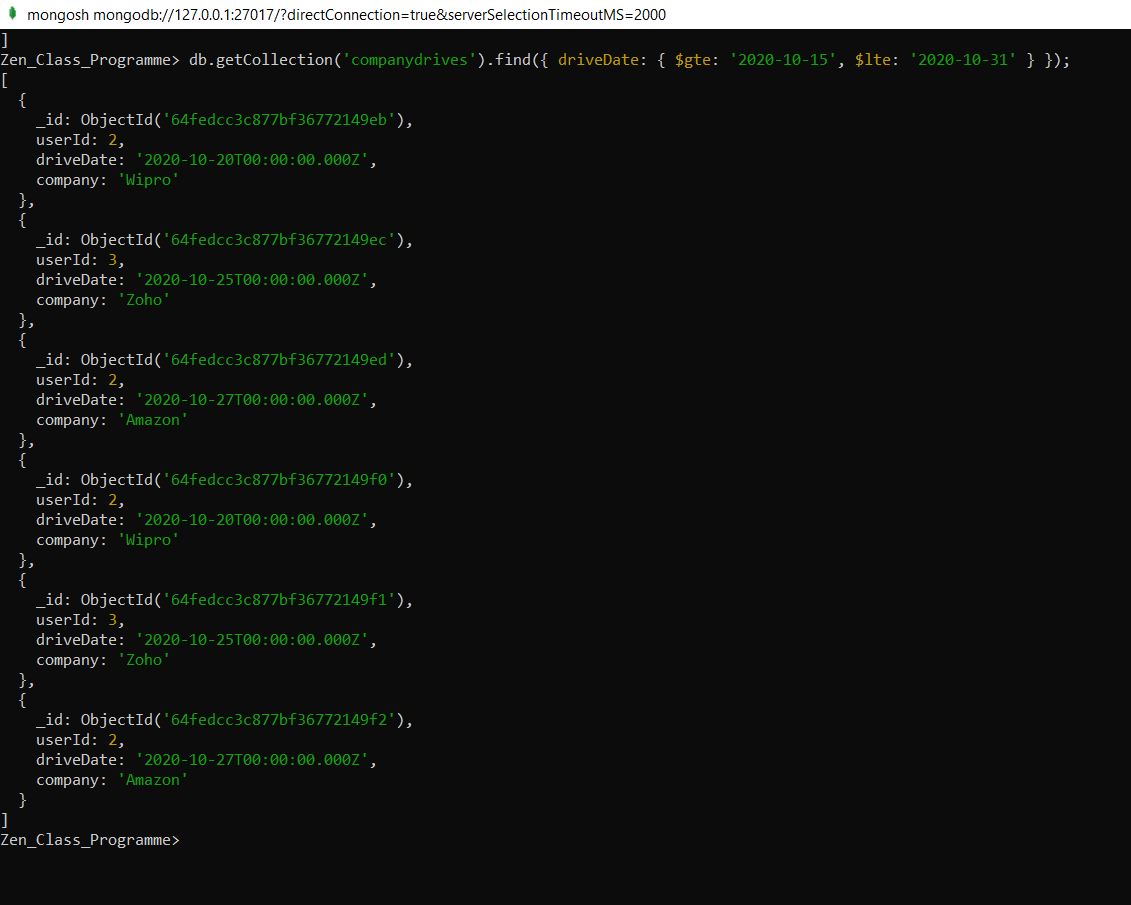 mongosh mongodb://127.0.0.1:27017/?directConnection=true&serverSelectionTimeoutMS=2000
]
Zen_Class_Programme> db.getCollection('companydrives').find({ driveDate: { $gte: '2020-10-15', $lte: '2020-10-31' } });
[
  {
    _id: ObjectId('64fedcc3c877bf36772149eb'),
    userId: 2,
    driveDate: '2020-10-20T00:00:00.000Z',
    company: 'Wipro'
  },
  {
    _id: ObjectId('64fedcc3c877bf36772149ec'),
    userId: 3,
    driveDate: '2020-10-25T00:00:00.000Z',
    company: 'Zoho'
  },
  {
    _id: ObjectId('64fedcc3c877bf36772149ed'),
    userId: 2,
    driveDate: '2020-10-27T00:00:00.000Z',
    company: 'Amazon'
  },
  {
    _id: ObjectId('64fedcc3c877bf36772149f0'),
    userId: 2,
    driveDate: '2020-10-20T00:00:00.000Z',
    company: 'Wipro'
  },
  {
    _id: ObjectId('64fedcc3c877bf36772149f1'),
    userId: 3,
    driveDate: '2020-10-25T00:00:00.000Z',
    company: 'Zoho'
  },
  {
    _id: ObjectId('64fedcc3c877bf36772149f2'),
    userId: 2,
    driveDate: '2020-10-27T00:00:00.000Z',
    company: 'Amazon'
  }
]
Zen_Class_Programme>